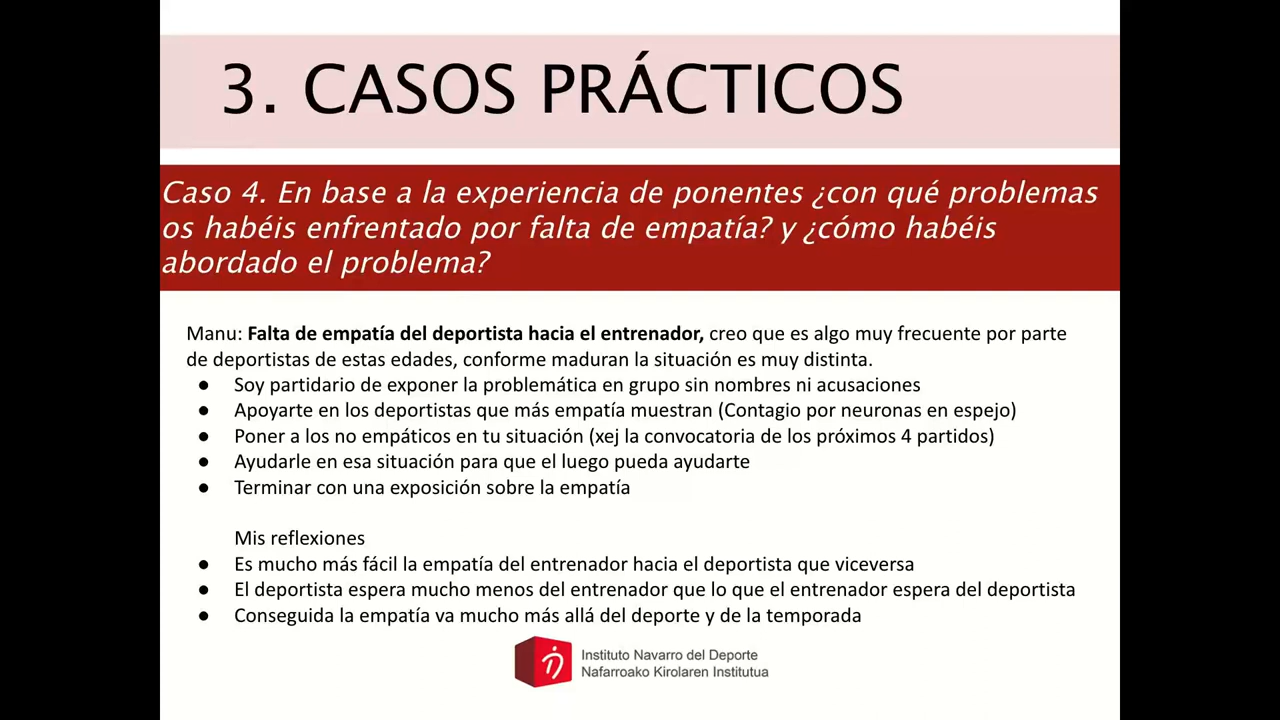 3. CASOS PRÁCTICOS
Caso 4. En base a la experiencia de ponentes ¿con qué problemas
os habéis enfrentado por falta de empatía? y ¿cómo habéis
abordado el problema?
Manu: Falta de empatía del deportista hacia el entrenador, creo que es algo muy frecuente por parte
de deportistas de estas edades, conforme maduran la situación es muy distinta.
● Soy partidario de exponer la problemática en grupo sin nombres ni acusaciones
● Apoyarte en los deportistas que más empatía muestran (Contagio por neuronas en espejo)
● Poner a los no empáticos en tu situación (xej la convocatoria de los próximos 4 partidos)
● Ayudarle en esa situación para que el luego pueda ayudarte
● Terminar con una exposición sobre la empatía
Mis reflexiones
● Es mucho más fácil la empatía del entrenador hacia el deportista que viceversa
● El deportista espera mucho menos del entrenador que lo que el entrenador espera del deportista
● Conseguida la empatía va mucho más allá del deporte y de la temporada
Instituto Navarro del Deporte
Nafarroako Kirolaren Institutua